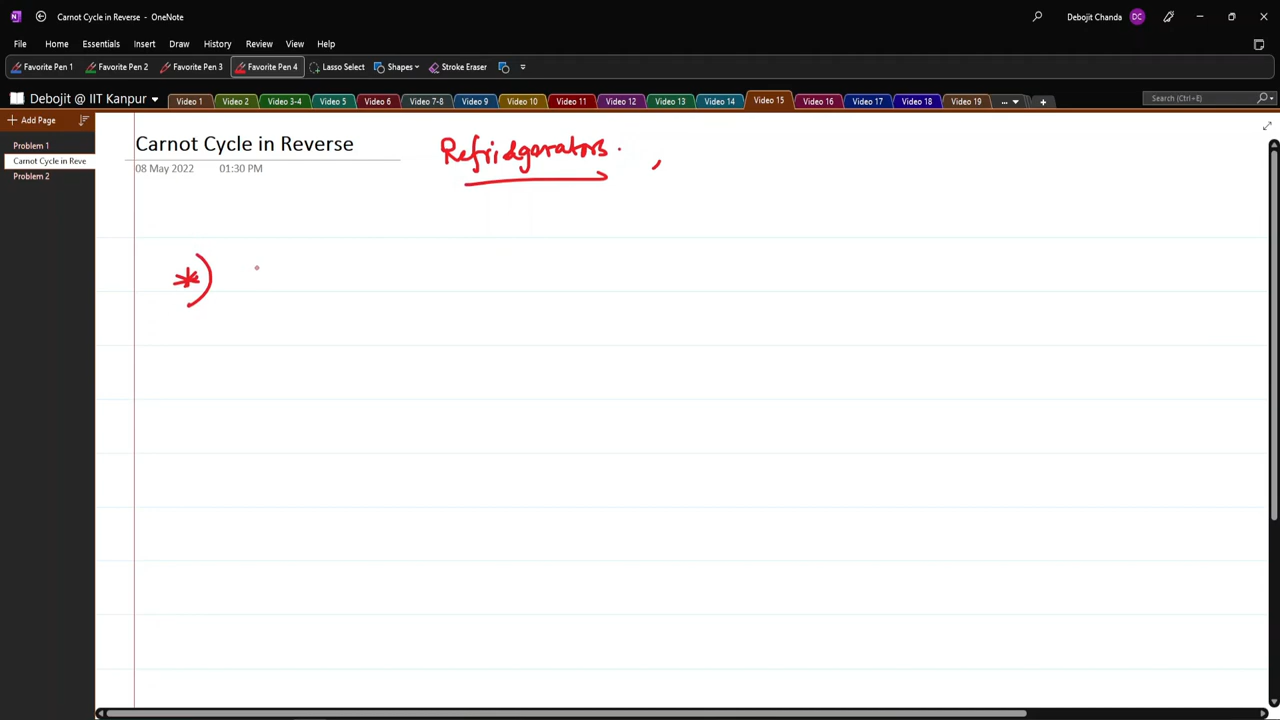 Carnot Cycle in Reverse - OneNote
Debojit Chanda DC
File Home Essentials Insert Draw History Review View Help
Favorite Pen 1 Favorite Pen 2 Favorite Pen 3 Favorite Pen 4 Lasso Select Shapes Stroke Eraser
Debojit @ IIT Kanpur Video 1 Video 2 Video 3-4 Video 5 Video 6 Video 7-8 Video 9 Video 10 Video 11 Video 12 Video 13 Video 14 Video 15 Video 16 Video 17 Video 18 Video 19 ... + Search (Ctrl+E)
+ Add Page
Problem 1
Carnot Cycle in Reve
Problem 2
Carnot Cycle in Reverse
08 May 2022 01:30 PM
Refridgerators. ,
*)